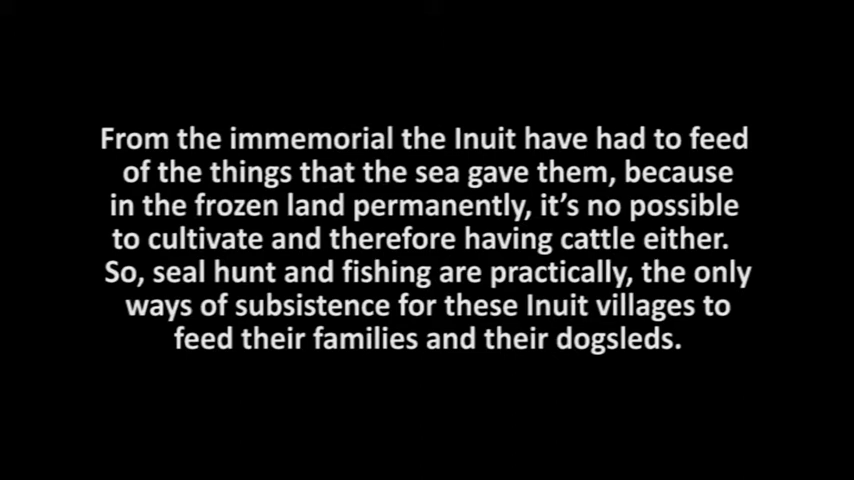 From the immemorial the Inuit have had to feed
of the things that the sea gave them, because
in the frozen land permanently, it's no possible
to cultivate and therefore having cattle either.
So, seal hunt and fishing are practically, the only
ways of subsistence for these Inuit villages to
feed their families and their dogsleds.